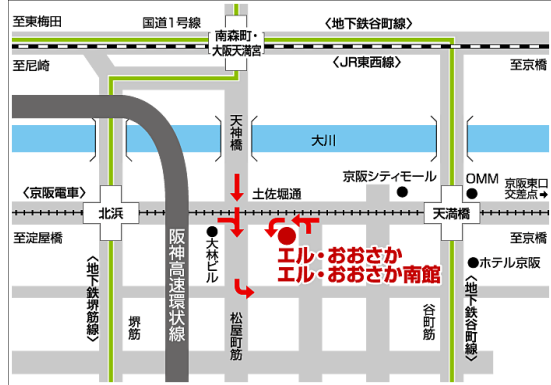 至東梅田
国道1号線
〈地下鉄谷町線〉
南森町・
大阪天満宮
至尼崎
〈JR東西線〉
至京橋
天神橋
大川
京阪シティモール
OMM
京阪東口
交差点→
〈京阪電車〉
土佐堀通
北浜
天満橋
至淀屋橋
至京橋
大林ビル
エル・おおさか
エル・おおさか南館
ホテル京阪
阪神高速環状線
〈地下鉄堺筋線〉
堺筋
松屋町筋
谷町筋
〈地下鉄谷町線〉